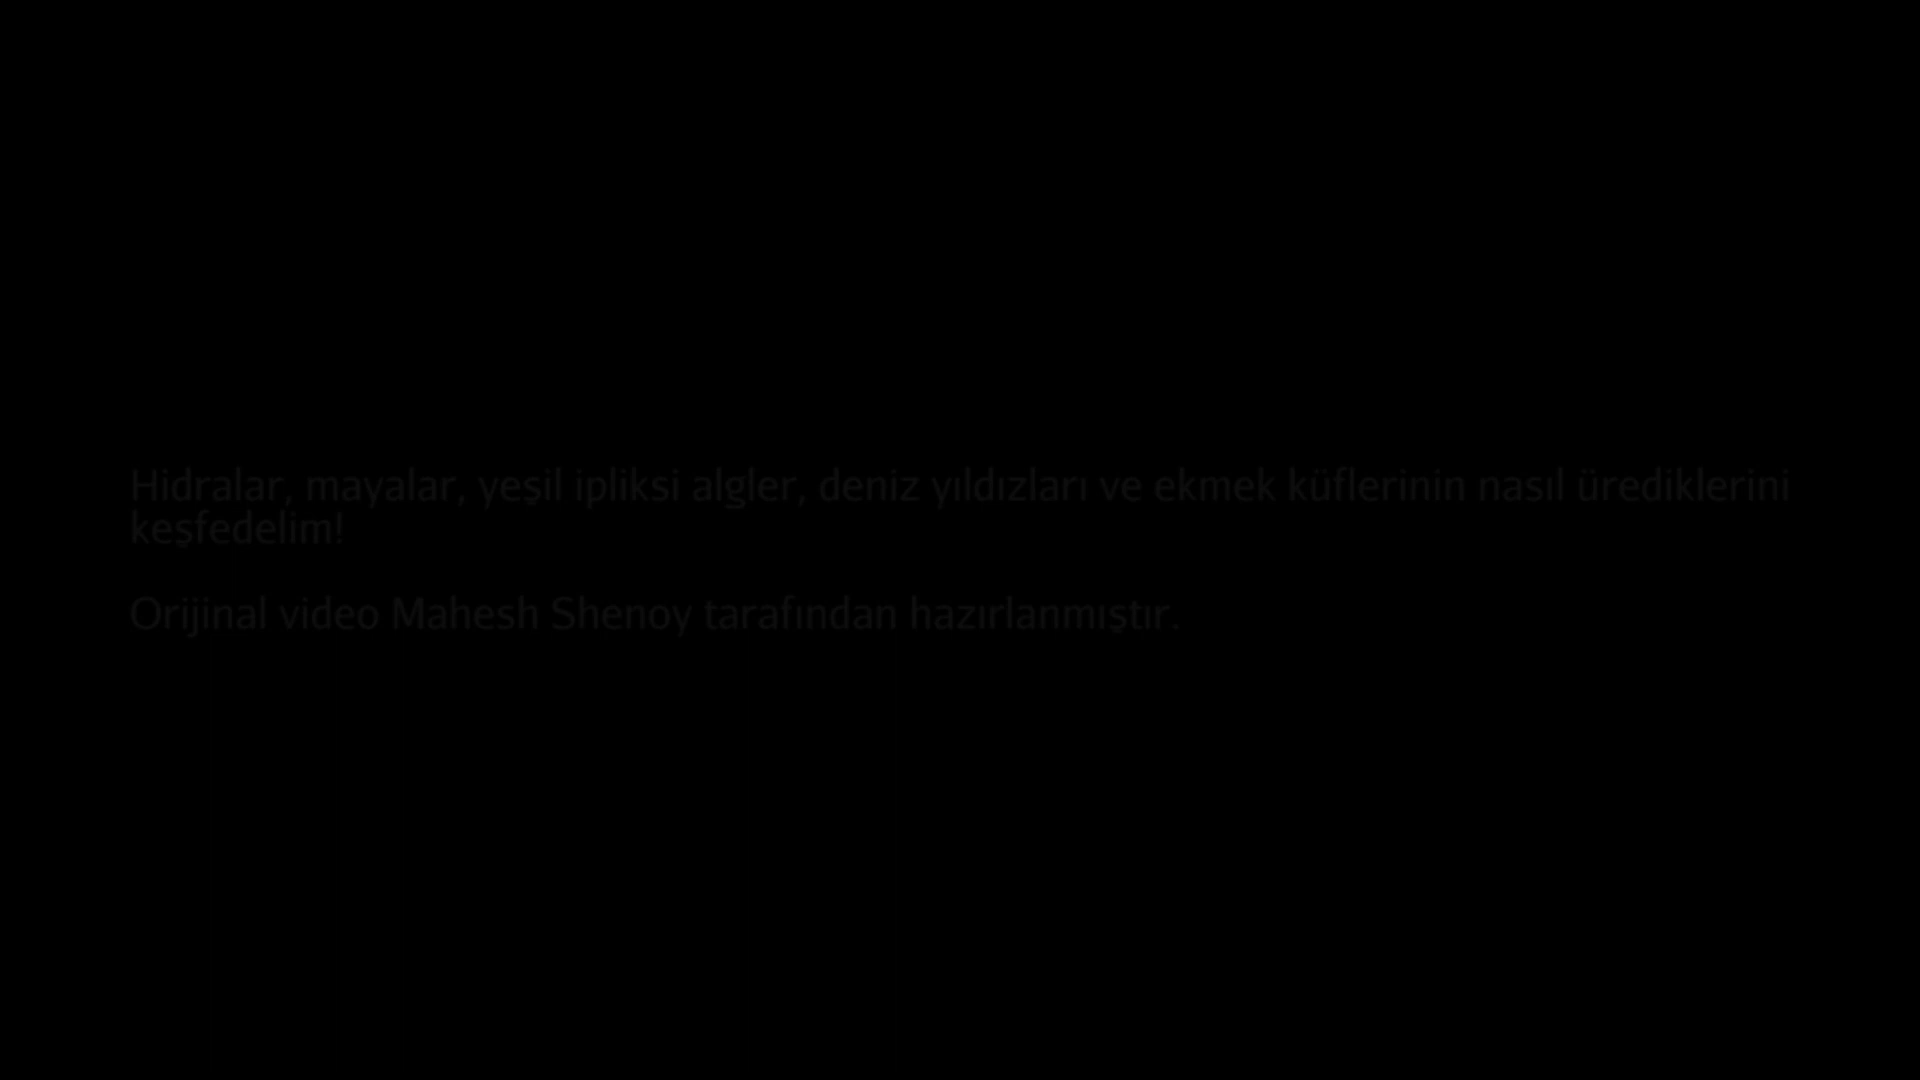 Hidralar, mayalar, yeşil ipliksi algler, deniz yıldızları ve ekmek küflerinin nasıl ürediklerini
keşfedelim!
Orijinal video Mahesh Shenoy tarafından hazırlanmıştır.